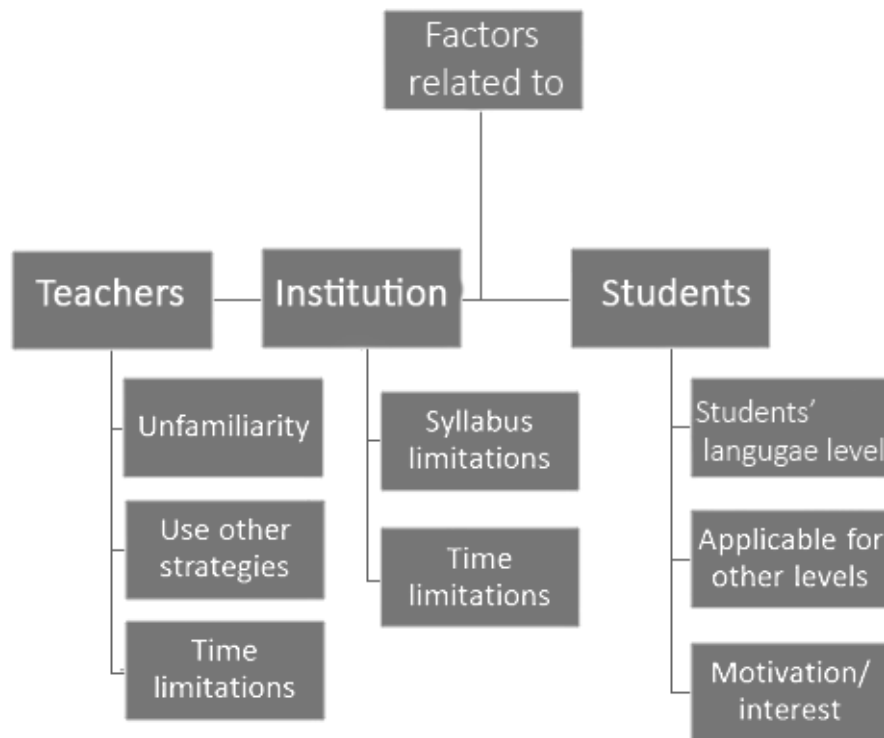 Factors
related to
Teachers
Institution
Students
Unfamiliarity
Use other
strategies
Time
limitations
Syllabus
limitations
Time
limitations
Students’
langugae level
Applicable for
other levels
Motivation/
interest